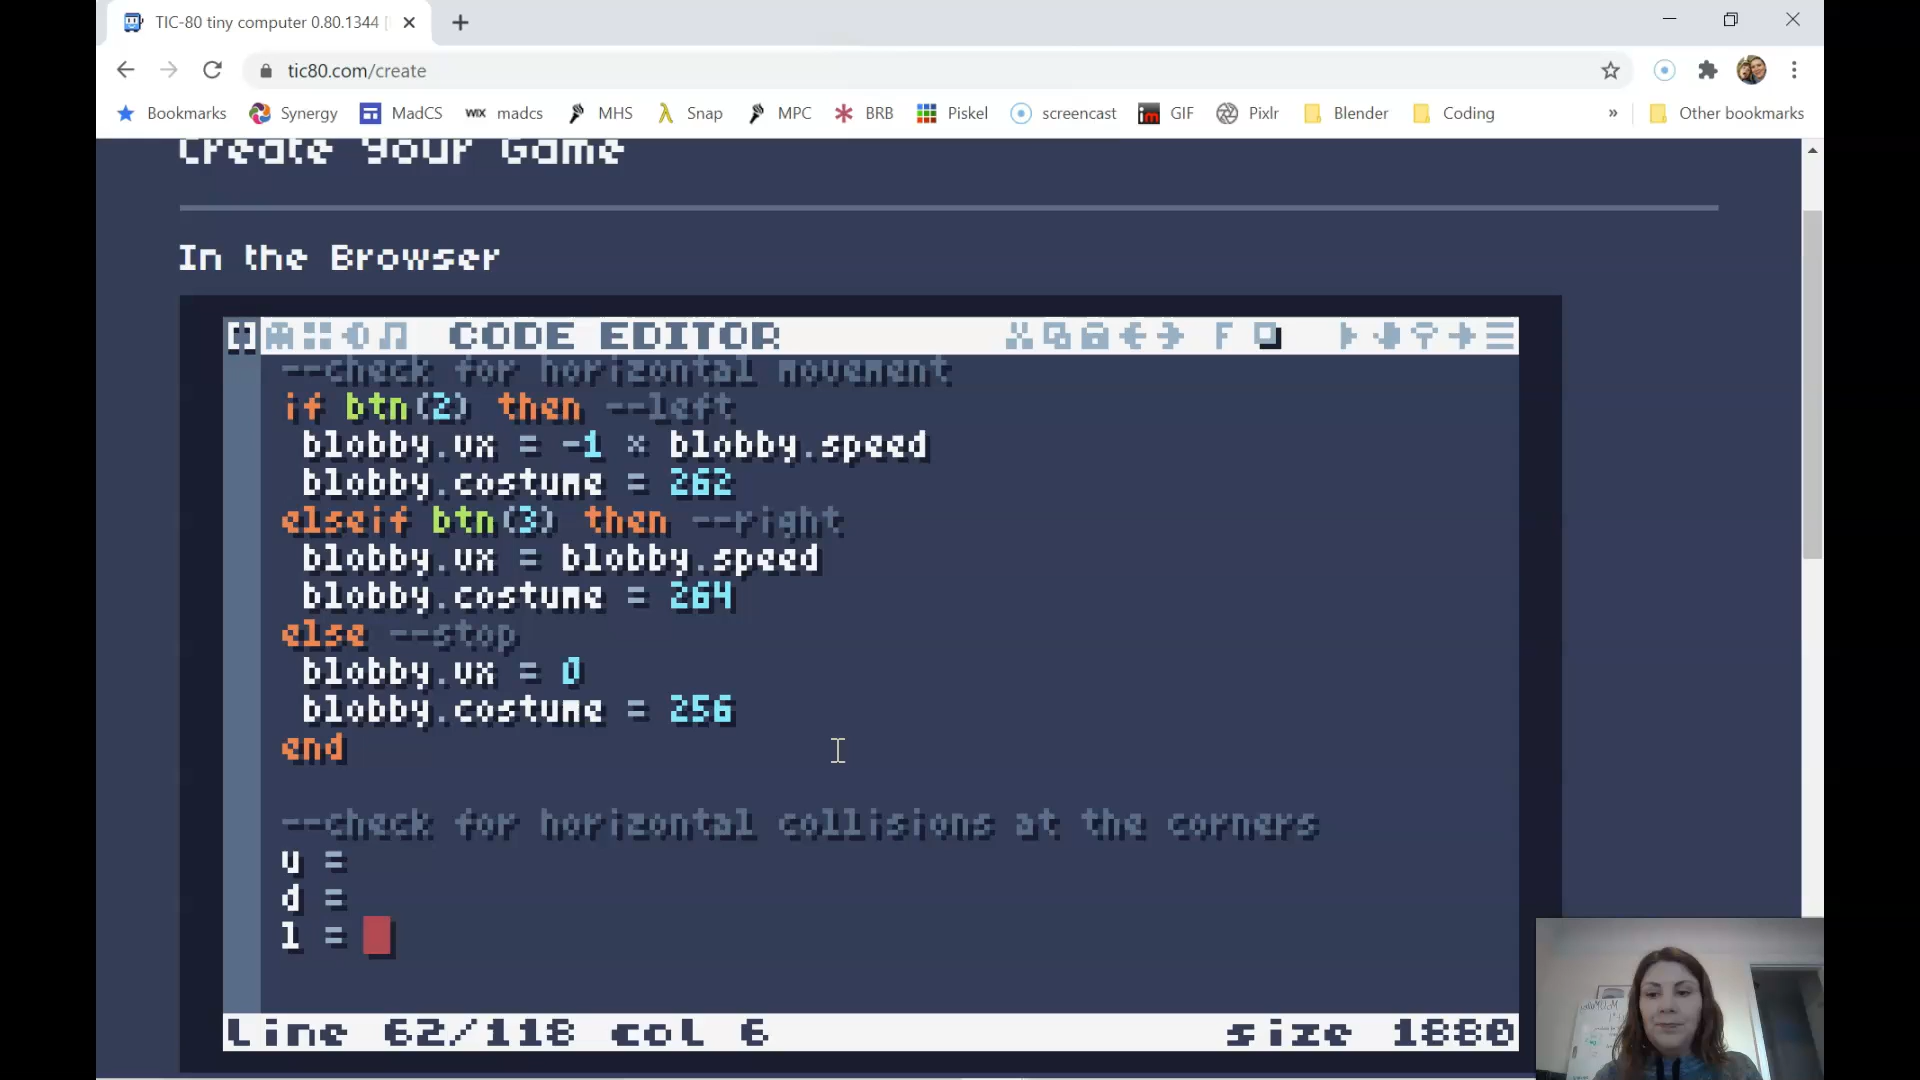 TIC-80 tiny computer 0.80.1344 [
tic80.com/create
Bookmarks Synergy MadCS WiX madcs MHS Snap MPC BRB Piskel screencast im GIF Pixlr Blender Coding » Other bookmarks
Create your Game
In the Browser
CODE EDITOR F
--check for horizontal movement
if btn(2) then --left
blobby.vx = -1 * blobby.speed
blobby.costume = 262
elseif btn(3) then --right
blobby.vx = blobby.speed
blobby.costume = 264
else --stop
blobby.vx = 0
blobby.costume = 256
end
--check for horizontal collisions at the corners
u =
d =
l =
line 62/118 col 6 size 1880